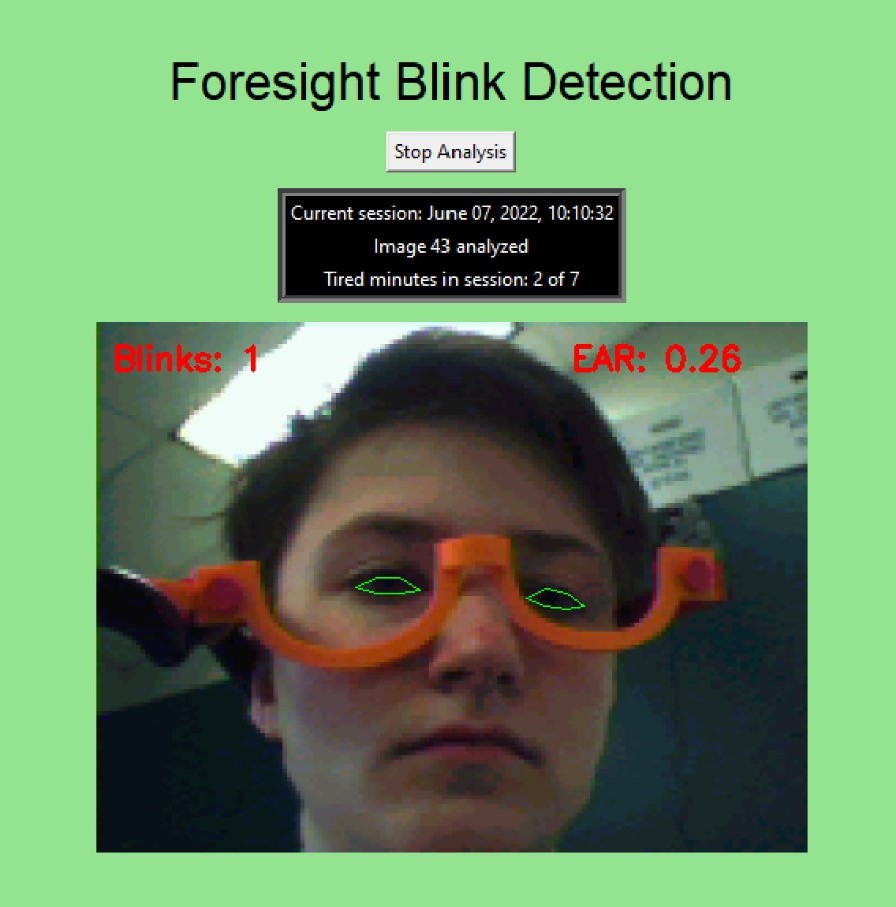 Foresight Blink Detection
Stop Analysis
Current session: June 07, 2022, 10:10:32
Image 43 analyzed
Tired minutes in session: 2 of 7
Blinks: 1
EAR: 0.26